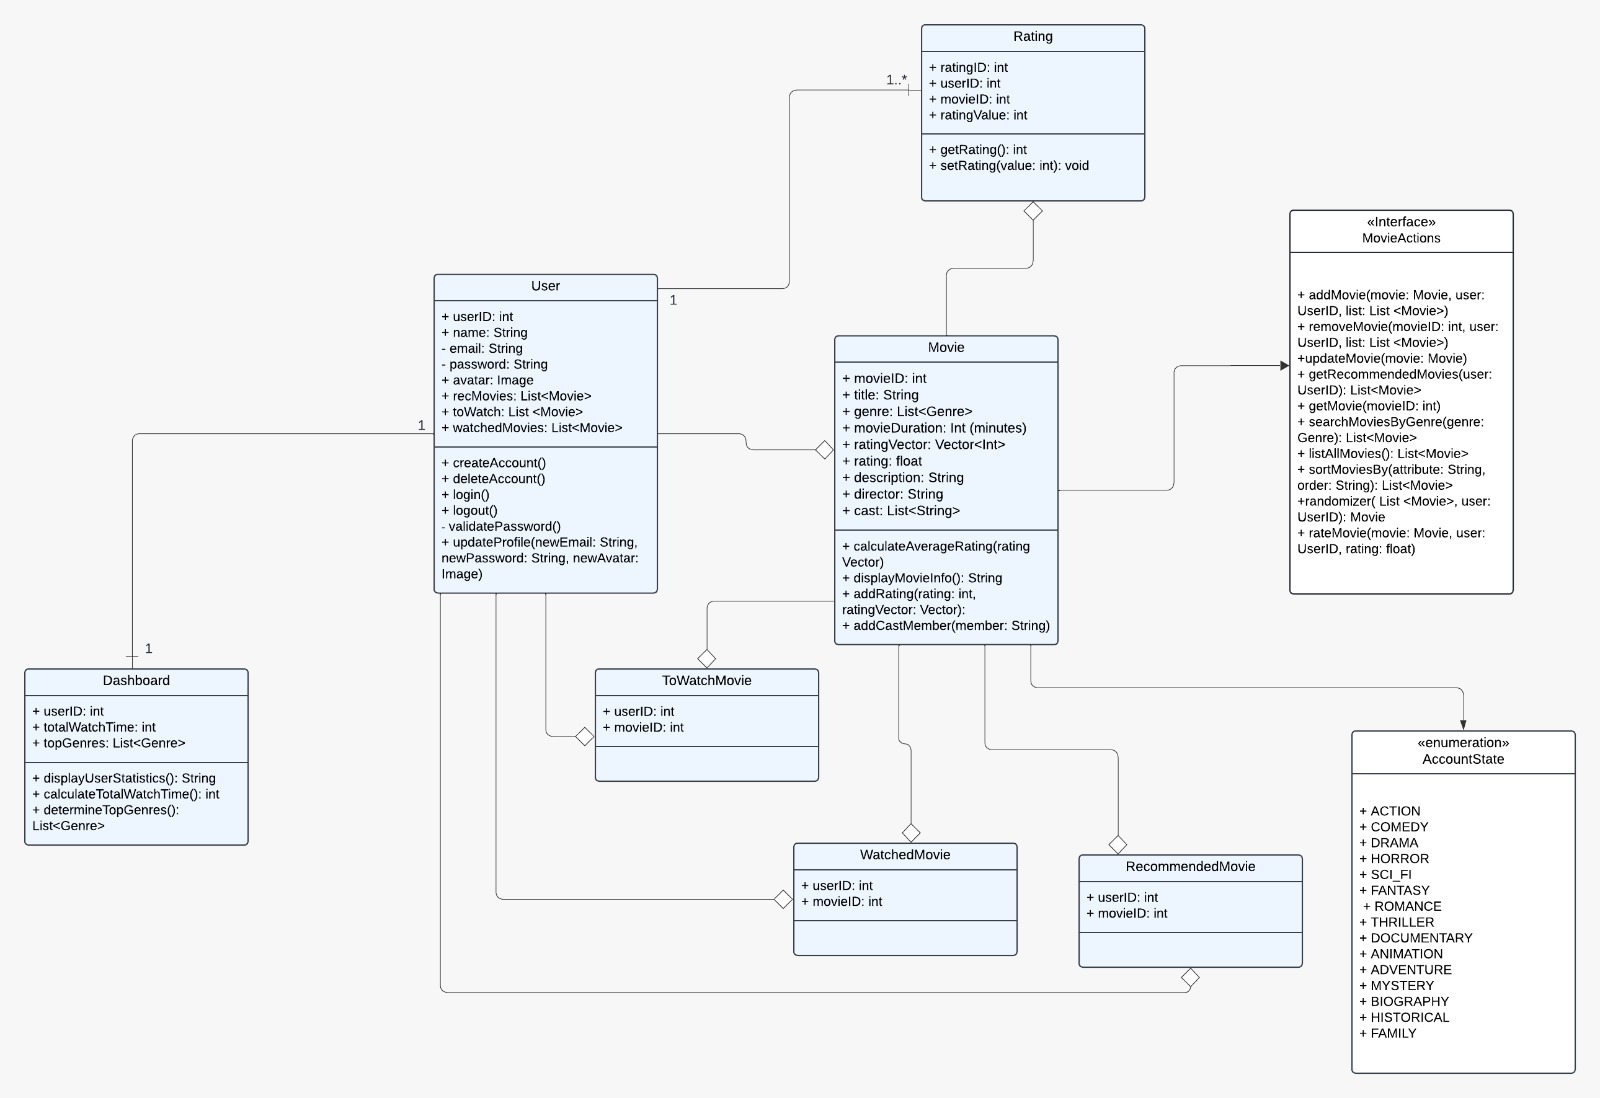 Rating
+ ratingID: int
+ userID: int
+ movieID: int
+ ratingValue: int
+ getRating(): int
+ setRating(value: int): void
1..*
1
User
+ userID: int
+ name: String
- email: String
- password: String
+ avatar: Image
+ recMovies: List<Movie>
+ toWatch: List <Movie>
+ watchedMovies: List<Movie>
+ createAccount()
+ deleteAccount()
+ login()
+ logout()
- validatePassword()
+ updateProfile(newEmail: String,
newPassword: String, newAvatar:
Image)
Movie
+ movieID: int
+ title: String
+ genre: List<Genre>
+ movieDuration: Int (minutes)
+ ratingVector: Vector<Int>
+ rating: float
+ description: String
+ director: String
+ cast: List<String>
+ calculateAverageRating(rating
Vector)
+ displayMovieInfo(): String
+ addRating(rating: int,
ratingVector: Vector):
+ addCastMember(member: String)
«Interface»
MovieActions
+ addMovie(movie: Movie, user:
UserID, list: List <Movie>)
+ removeMovie(movieID: int, user:
UserID, list: List <Movie>)
+updateMovie(movie: Movie)
+ getRecommendedMovies(user:
UserID): List<Movie>
+ getMovie(movieID: int)
+ searchMoviesByGenre(genre:
Genre): List<Movie>
+ listAllMovies(): List<Movie>
+ sortMoviesBy(attribute: String,
order: String): List<Movie>
+randomizer( List <Movie>, user:
UserID): Movie
+ rateMovie(movie: Movie, user:
UserID, rating: float)
1
1
Dashboard
+ userID: int
+ totalWatchTime: int
+ topGenres: List<Genre>
+ displayUserStatistics(): String
+ calculateTotalWatchTime(): int
+ determineTopGenres():
List<Genre>
ToWatchMovie
+ userID: int
+ movieID: int
WatchedMovie
+ userID: int
+ movieID: int
RecommendedMovie
+ userID: int
+ movieID: int
«enumeration»
AccountState
+ ACTION
+ COMEDY
+ DRAMA
+ HORROR
+ SCI_FI
+ FANTASY
+ ROMANCE
+ THRILLER
+ DOCUMENTARY
+ ANIMATION
+ ADVENTURE
+ MYSTERY
+ BIOGRAPHY
+ HISTORICAL
+ FAMILY